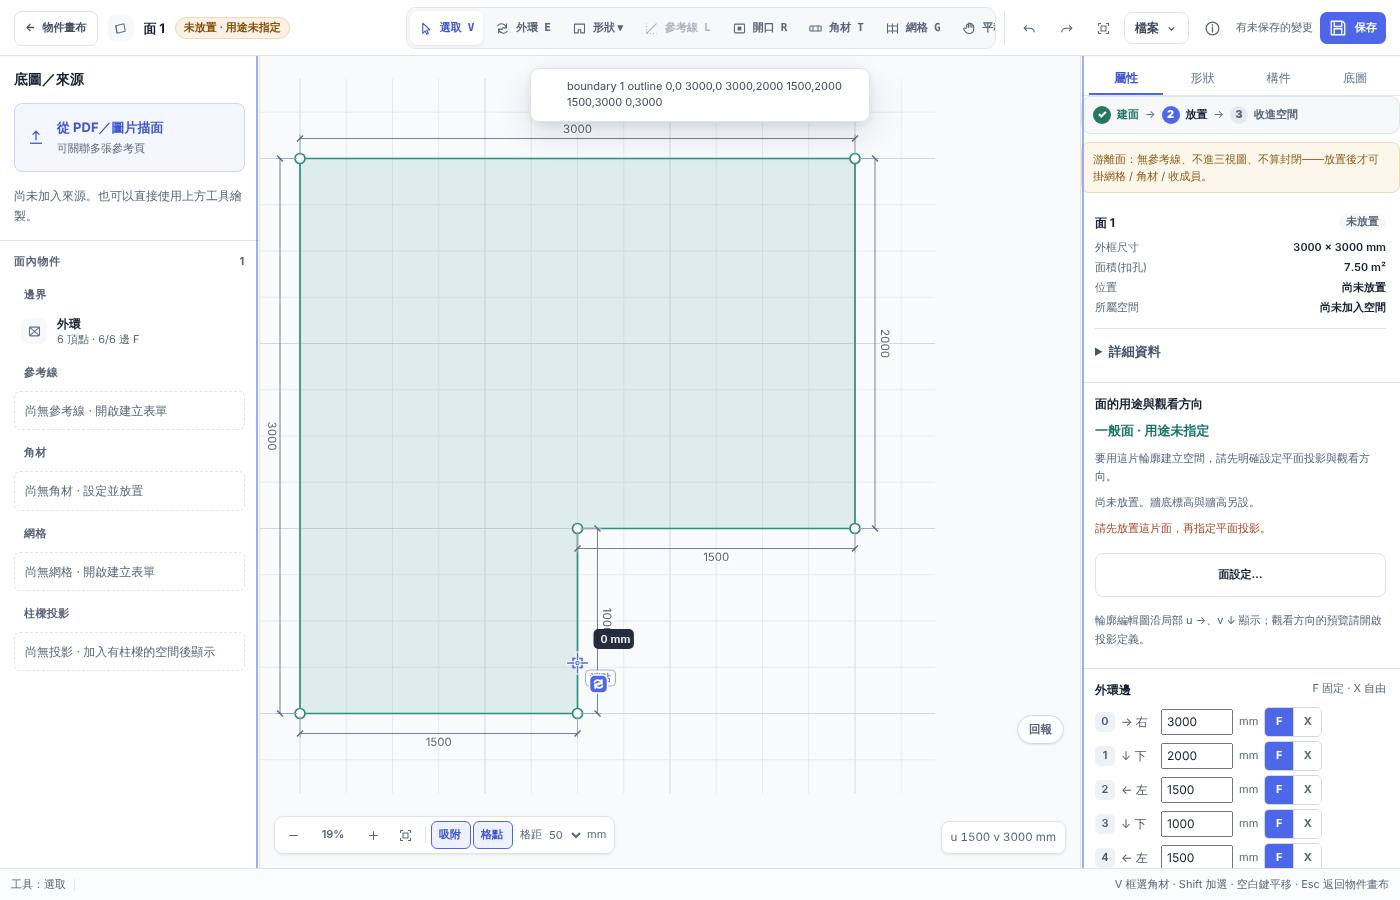 物件畫布
面 1
未放置 · 用途未指定
選取 V
外環 E
形狀 ▾
參考線 L
開口 R
角材 T
網格 G
檔案
有未保存的變更
保存
底圖／來源
從 PDF／圖片描面
可關聯多張參考頁
尚未加入來源。也可以直接使用上方工具繪
製。
面內物件 1
邊界
外環
6 頂點 · 6/6 邊 F
參考線
尚無參考線 · 開啟建立表單
角材
尚無角材 · 設定並放置
網格
尚無網格 · 開啟建立表單
柱樑投影
尚無投影 · 加入有柱樑的空間後顯示
boundary 1 outline 0,0 3000,0 3000,2000 1500,2000
1500,3000 0,3000
3000
2000
3000
1500
0 mm
1500
回報
19%
吸附
格點
格距 50 mm
u 1500 v 3000 mm
屬性
形狀
構件
底圖
建面 → 2 放置 → 3 收進空間
游離面：無參考線、不進三視圖、不算封閉——放置後才可
掛網格 / 角材 / 收成員。
面 1 未放置
外框尺寸 3000 × 3000 mm
面積(扣孔) 7.50 m²
位置 尚未放置
所屬空間 尚未加入空間
▶ 詳細資料
面的用途與觀看方向
一般面 · 用途未指定
要用這片輪廓建立空間，請先明確設定平面投影與觀看方
向。
尚未放置。牆底標高與牆高另設。
請先放置這片面，再指定平面投影。
面設定...
輪廓編輯圖沿局部 u →、v ↓ 顯示；觀看方向的預覽請開啟
投影定義。
外環邊 F 固定 · X 自由
0 → 右 3000 mm F X
1 ↓ 下 2000 mm F X
2 ← 左 1500 mm F X
3 ↓ 下 1000 mm F X
4 ← 左 1500 mm F X
工具：選取
V 框選角材 · Shift 加選 · 空白鍵平移 · Esc 返回物件畫布